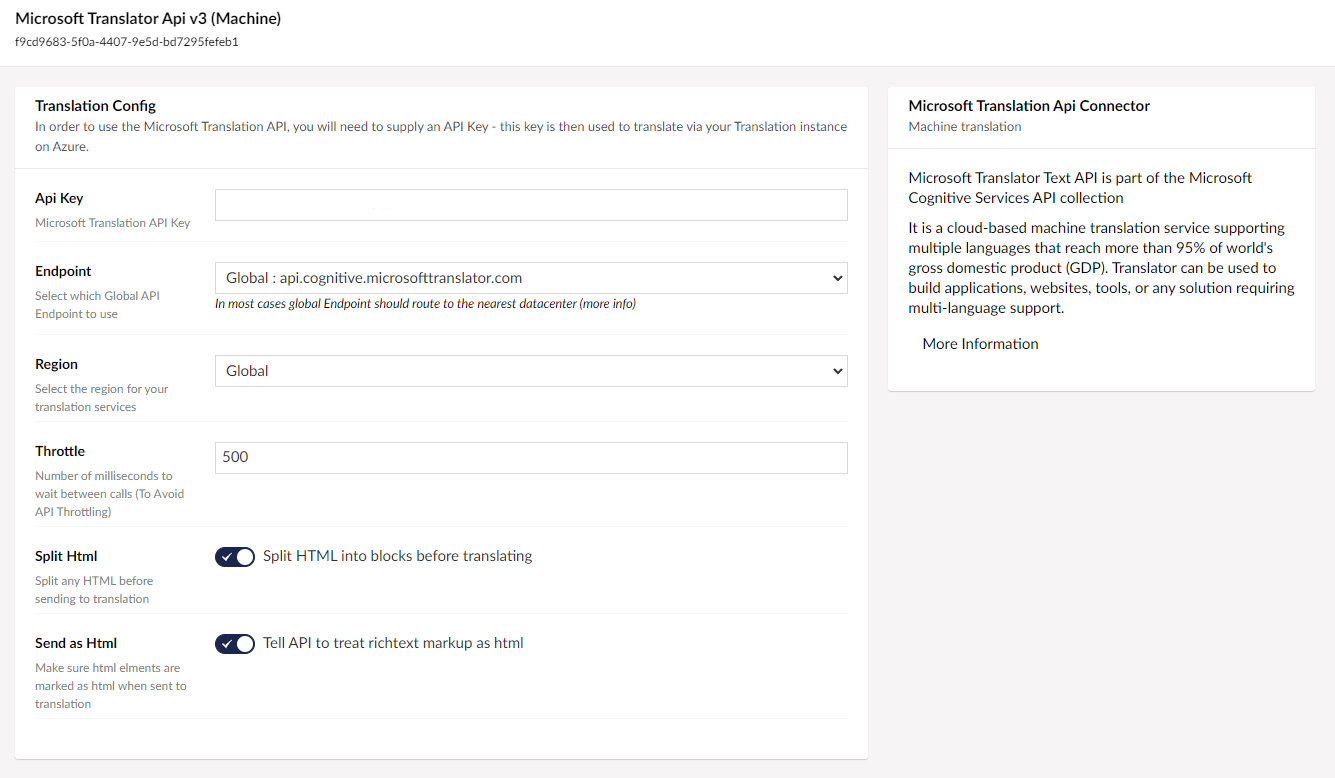 Microsoft Translator Api v3 (Machine)
f9cd9683-5f0a-4407-9e5d-bd7295fefeb1
Translation Config
In order to use the Microsoft Translation API, you will need to supply an API Key - this key is then used to translate via your Translation instance
on Azure.
Api Key
Microsoft Translation API Key
Endpoint
Select which Global API
Endpoint to use
Global : api.cognitive.microsofttranslator.com
In most cases global Endpoint should route to the nearest datacenter (more info)
Region
Select the region for your
translation services
Global
Throttle
Number of milliseconds to
wait between calls (To Avoid
API Throttling)
500
Split Html
Split any HTML before
sending to translation
Split HTML into blocks before translating
Send as Html
Make sure html elments are
marked as html when sent to
translation
Tell API to treat richtext markup as html
Microsoft Translation Api Connector
Machine translation
Microsoft Translator Text API is part of the Microsoft
Cognitive Services API collection
It is a cloud-based machine translation service supporting
multiple languages that reach more than 95% of world's
gross domestic product (GDP). Translator can be used to
build applications, websites, tools, or any solution requiring
multi-language support.
More Information